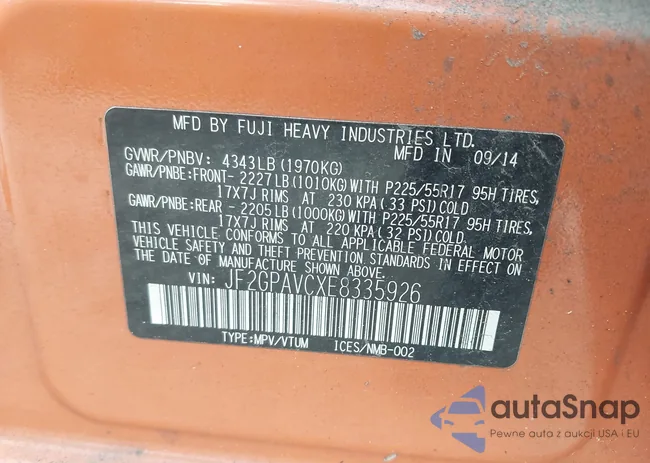 MFD BY FUJI HEAVY INDUSTRIES LTD.
MFD IN 09/14
GVWR/PNBV: 4343LB(1970KG)
GAWR/PNBE:FRONT- 2227LB(1010KG)WITH P225/55R17 95H TIRES,
17X7J RIMS AT 230 KPA(33 PSI)COLD
GAWR/PNBE:REAR - 2205LB(1000KG)WITH P225/55R17 95H TIRES,
17X7J RIMS AT 220 KPA(32 PSI)COLD
THIS VEHICLE CONFORMS TO ALL APPLICABLE FEDERAL MOTOR
VEHICLE SAFETY AND THEFT PREVENTION STANDARDS IN EFFECT ON
THE DATE OF MANUFACTURE SHOWN ABOVE.
VIN: JF2GPAVCXE8335926
TYPE:MPV/VTUM ICES/NMB-002
autaSnap
Pewne auta z aukcji USA i EU